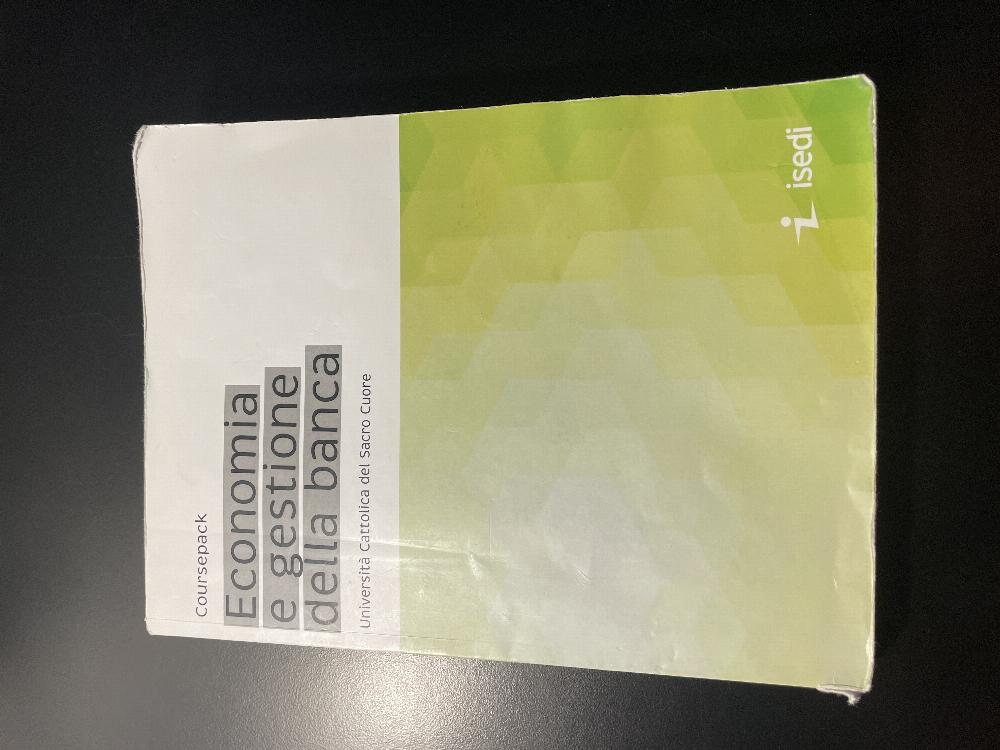 Coursepack
Economia
e gestione
della banca
Università Cattolica del Sacro Cuore
isedi